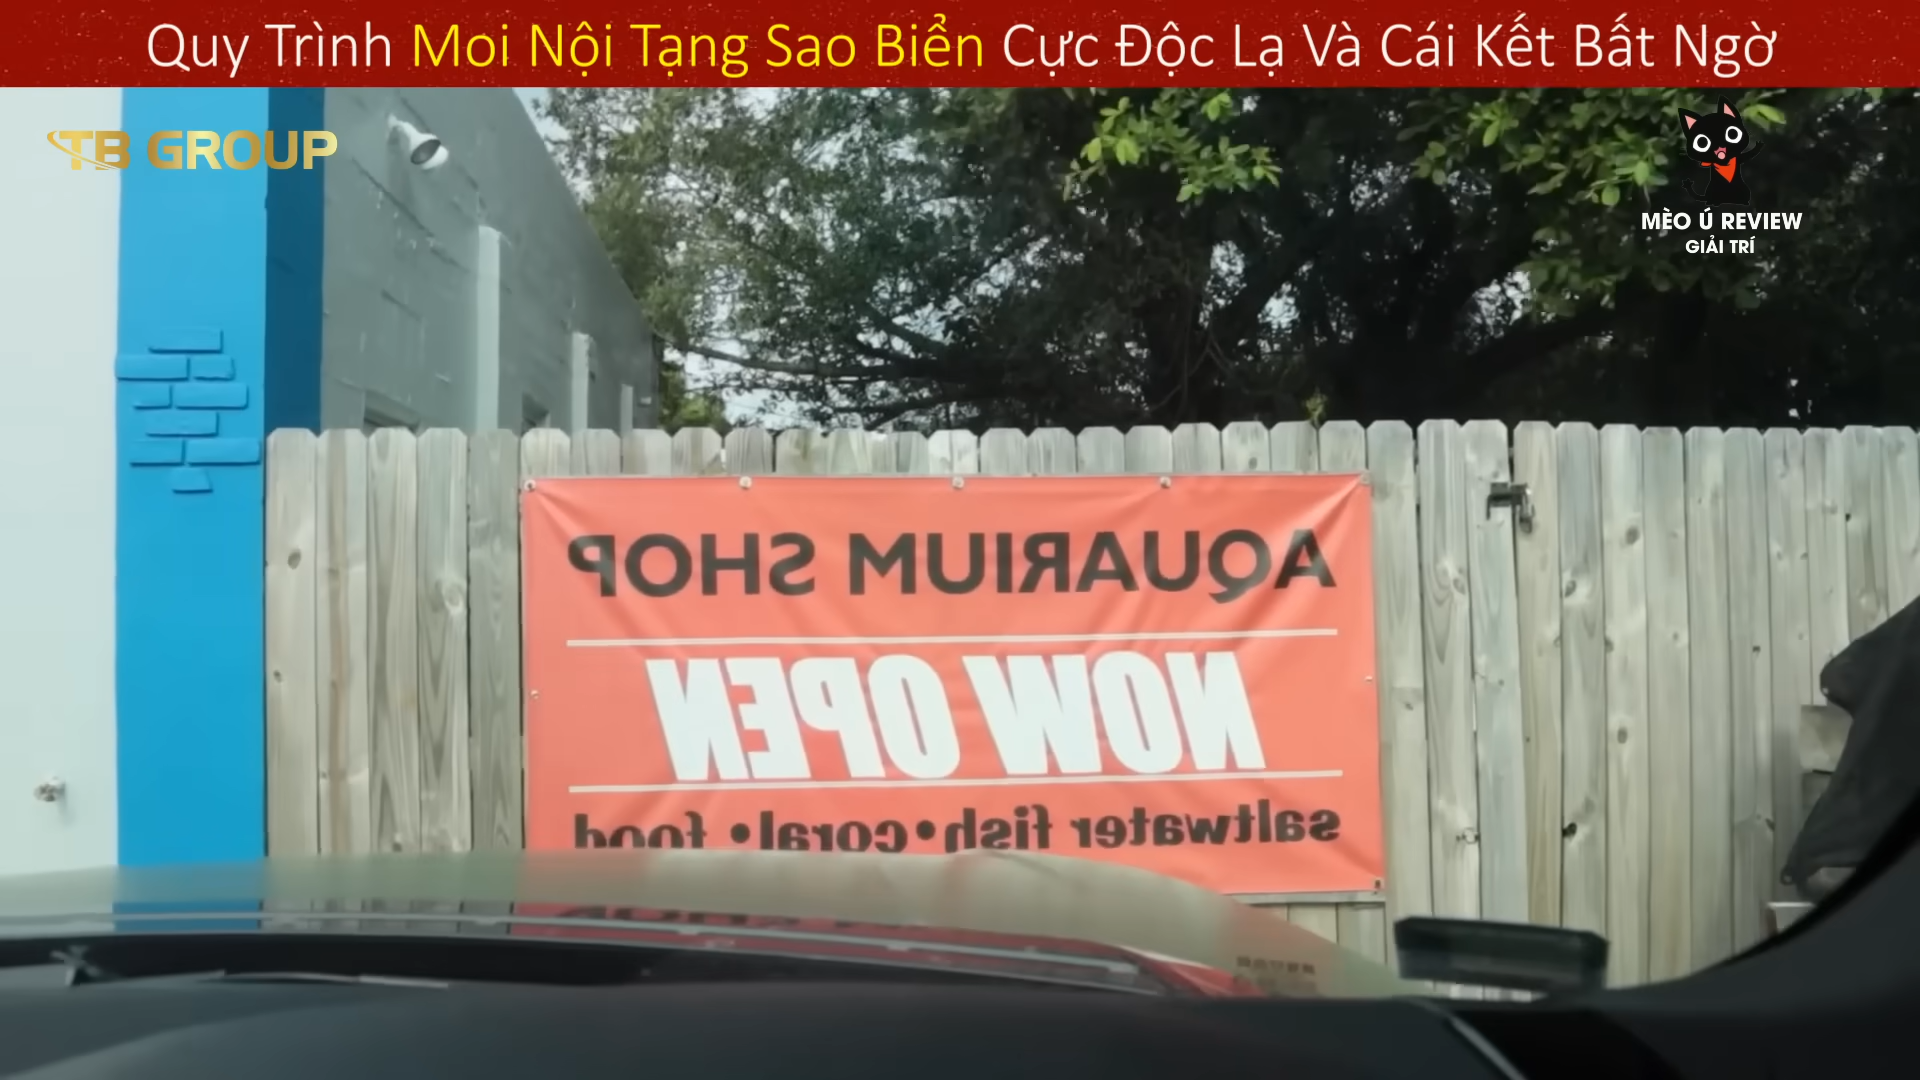 Quy Trình Moi Nội Tạng Sao Biển Cực Độc Lạ Và Cái Kết Bất Ngờ
TB GROUP
MÈO Ú REVIEW
GIẢI TRÍ
AQUARIUM SHOP
NOW OPEN
saltwater fish • coral • food